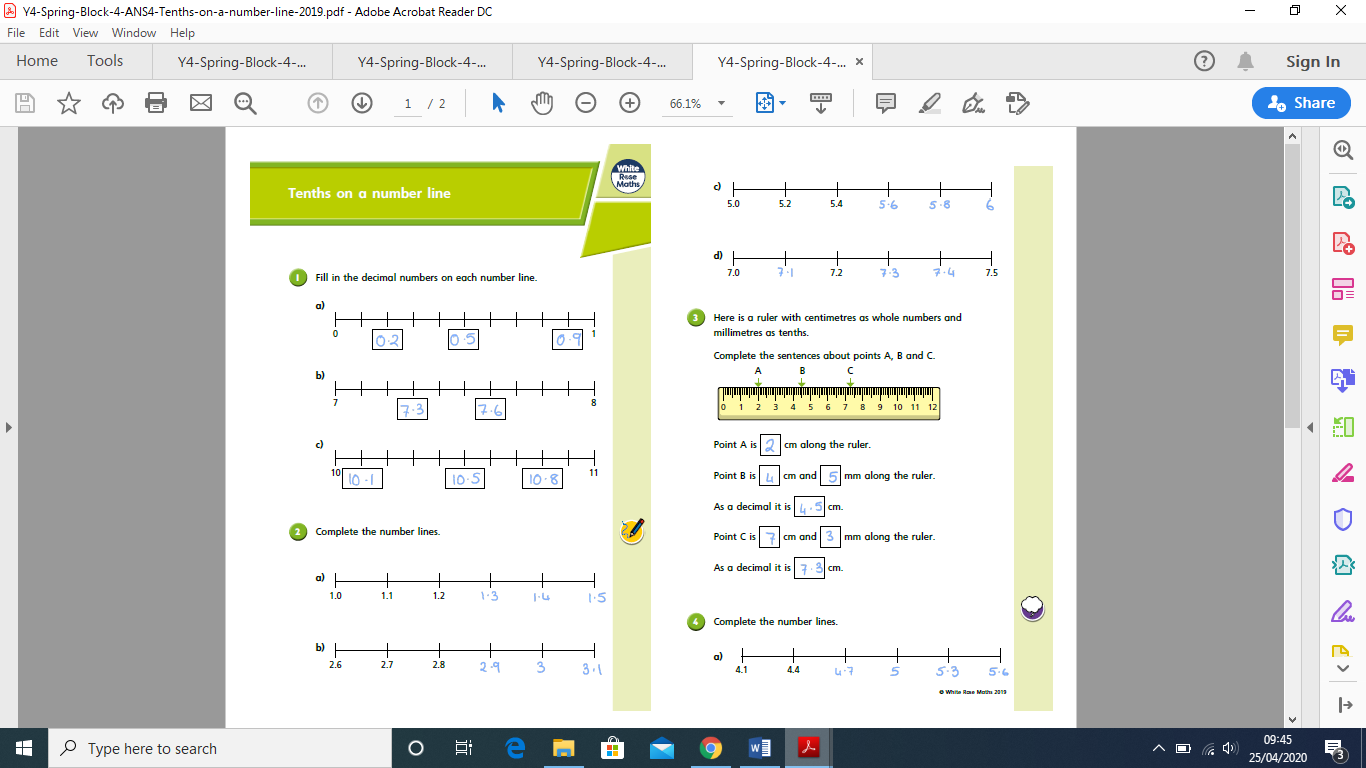 Y4-Spring-Block-4-ANS4-Tenths-on-a-number-line-2019.pdf - Adobe Acrobat Reader DC
File Edit View Window Help
Home Tools Y4-Spring-Block-4-... Y4-Spring-Block-4-... Y4-Spring-Block-4-... Y4-Spring-Block-4-... × Sign In
1 / 2 66.1% Share
Tenths on a number line
White Rose Maths
1 Fill in the decimal numbers on each number line.
a)
0 0.2 0.5 0.9 1
b)
7 7.3 7.6 8
c)
10 10.1 10.5 10.8 11
2 Complete the number lines.
a)
1.0 1.1 1.2 1.3 1.4 1.5
b)
2.6 2.7 2.8 2.9 3 3.1
c)
5.0 5.2 5.4 5.6 5.8 6
d)
7.0 7.1 7.2 7.3 7.4 7.5
3 Here is a ruler with centimetres as whole numbers and
millimetres as tenths.
Complete the sentences about points A, B and C.
A B C
0 1 2 3 4 5 6 7 8 9 10 11 12
Point A is 2 cm along the ruler.
Point B is 4 cm and 5 mm along the ruler.
As a decimal it is 4.5 cm.
Point C is 7 cm and 3 mm along the ruler.
As a decimal it is 7.3 cm.
4 Complete the number lines.
a)
4.1 4.4 4.7 5 5.3 5.6
© White Rose Maths 2019
Type here to search
09:45
25/04/2020
3